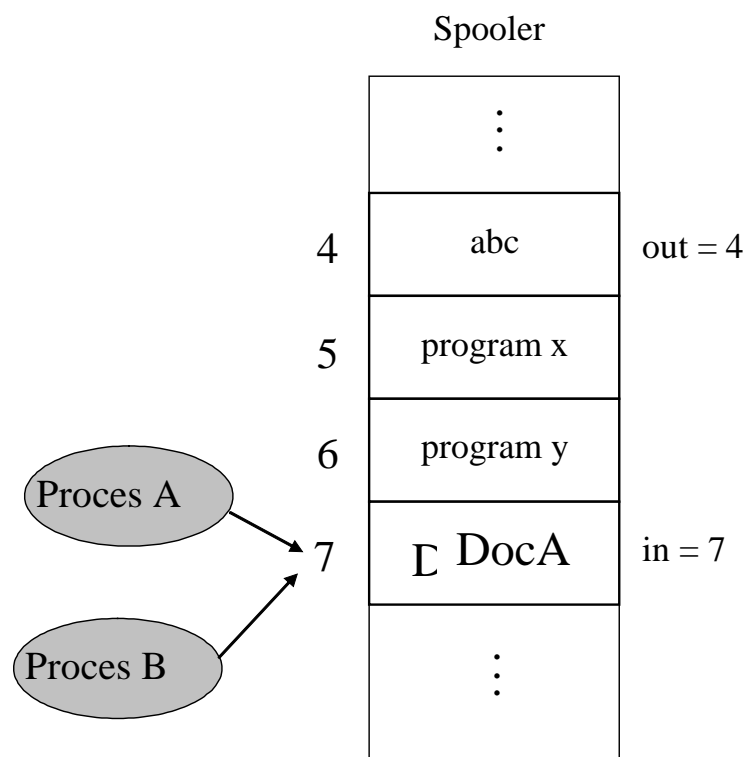 Spooler
⋮
4 abc out = 4
5 program x
6 program y
Proces A
7 DocA in = 7
Proces B
⋮